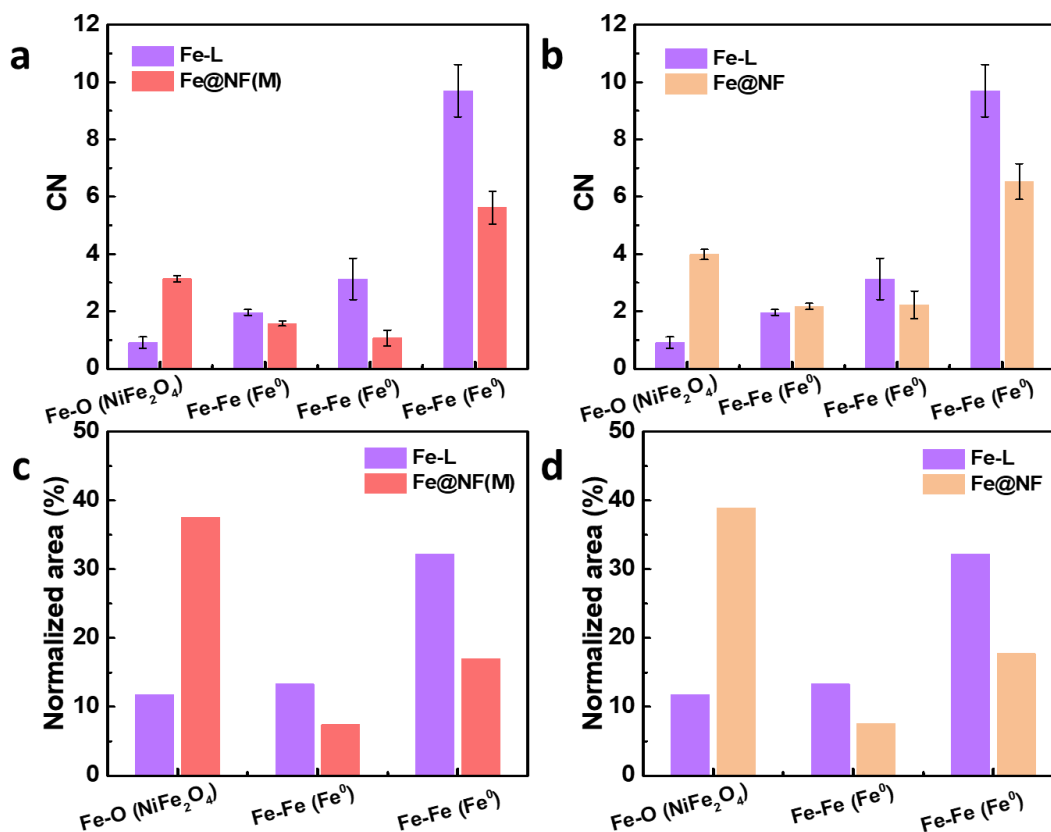 a
CN
12
10
8
6
4
2
0
Fe-L
Fe@NF(M)
Fe-O (NiFe₂O₄)
Fe-Fe (Fe⁰)
Fe-Fe (Fe⁰)
Fe-Fe (Fe⁰)
b
CN
12
10
8
6
4
2
0
Fe-L
Fe@NF
Fe-O (NiFe₂O₄)
Fe-Fe (Fe⁰)
Fe-Fe (Fe⁰)
Fe-Fe (Fe⁰)
c
Normalized area (%)
50
40
30
20
10
0
Fe-L
Fe@NF(M)
Fe-O (NiFe₂O₄)
Fe-Fe (Fe⁰)
Fe-Fe (Fe⁰)
d
Normalized area (%)
50
40
30
20
10
0
Fe-L
Fe@NF
Fe-O (NiFe₂O₄)
Fe-Fe (Fe⁰)
Fe-Fe (Fe⁰)